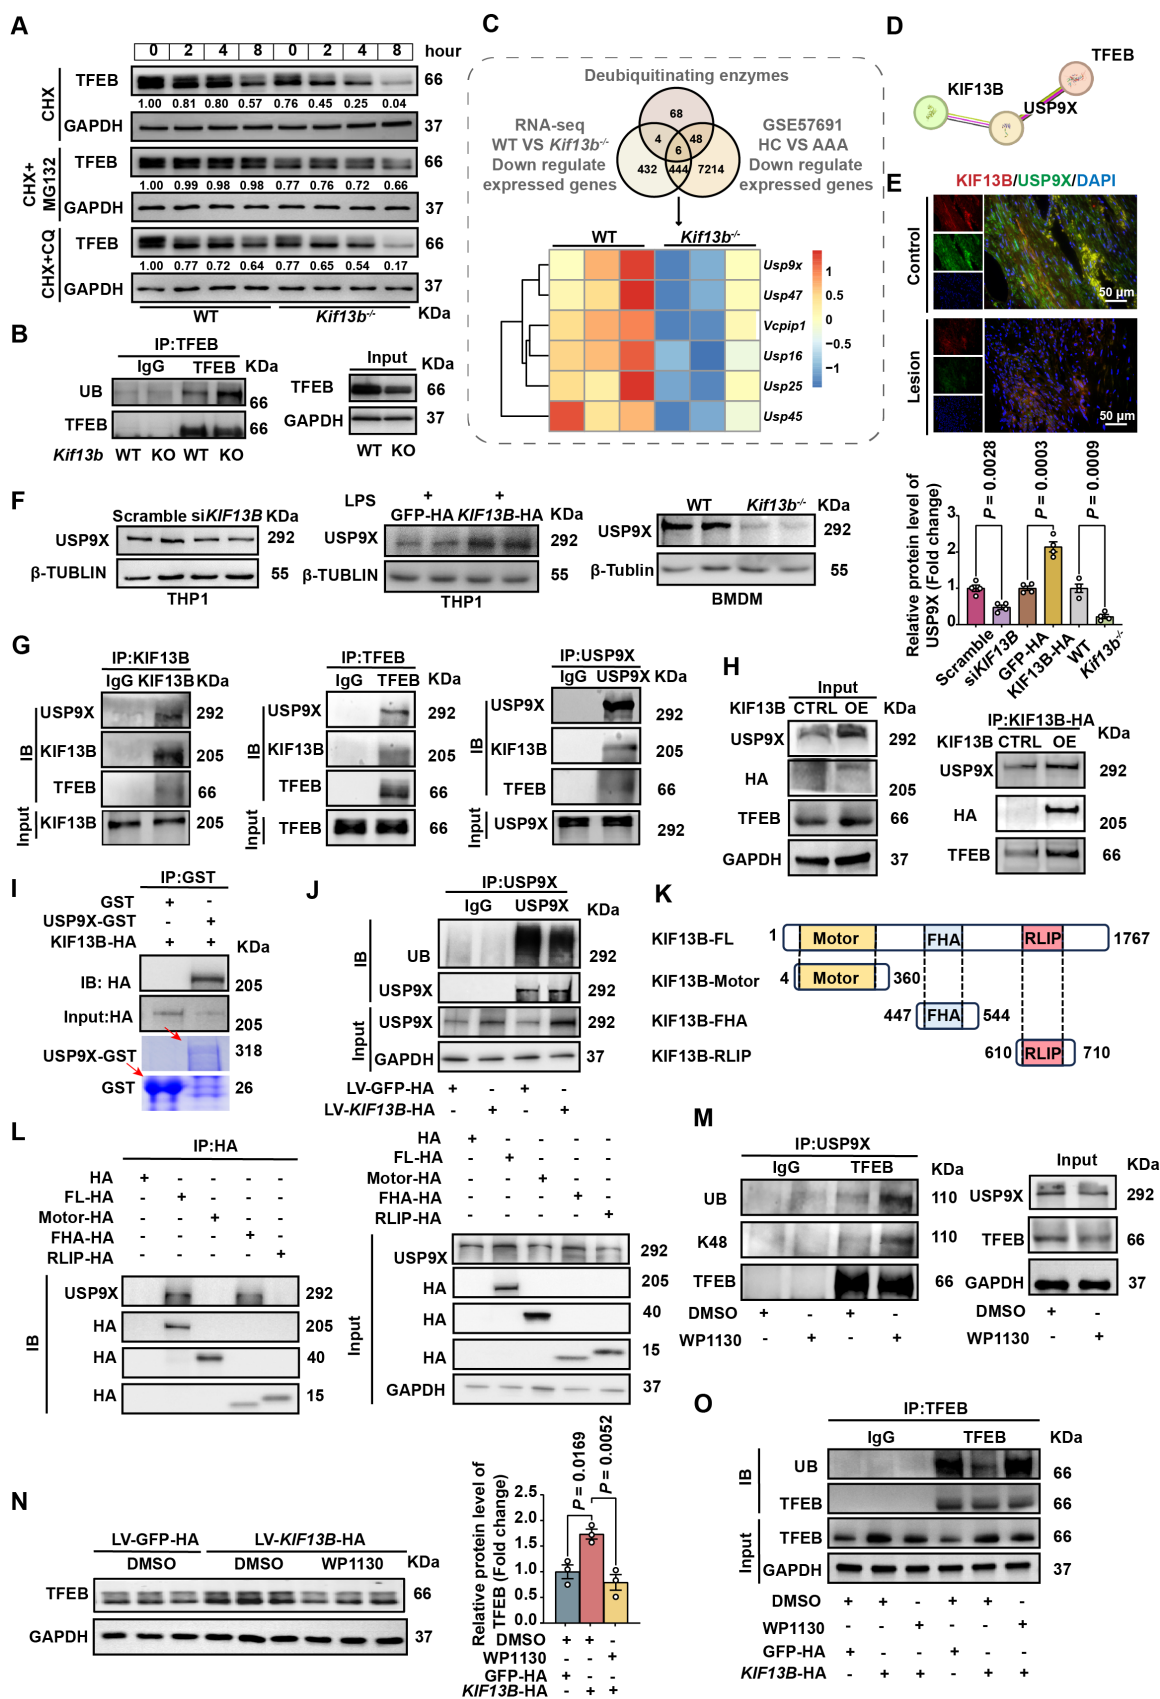 A
0 2 4 8 0 2 4 8 hour
CHX
TFEB 66
1.00 0.81 0.80 0.57 0.76 0.45 0.25 0.04
GAPDH 37
CHX+
MG132
TFEB 66
1.00 0.99 0.98 0.98 0.77 0.76 0.72 0.66
GAPDH 37
CHX+CQ
TFEB 66
1.00 0.77 0.72 0.64 0.77 0.65 0.54 0.17
GAPDH 37
WT Kif13b-/- KDa
B
IP:TFEB
IgG TFEB KDa
UB 66
TFEB 66
Kif13b WT KO WT KO
Input KDa
TFEB 66
GAPDH 37
WT KO
C
Deubiquitinating enzymes
RNA-seq
WT VS Kif13b-/-
Down regulate
expressed genes
GSE57691
HC VS AAA
Down regulate
expressed genes
68
4 48
6
432 444 7214
WT Kif13b-/-
Usp9x
Usp47
Vcpip1
Usp16
Usp25
Usp45
1
0.5
0
−0.5
−1
D
TFEB
KIF13B
USP9X
E
KIF13B/USP9X/DAPI
Control
50 μm
Lesion
50 μm
F
Scramble siKIF13B KDa
USP9X 292
β-TUBLIN 55
THP1
LPS + +
GFP-HA KIF13B-HA KDa
USP9X 292
β-TUBLIN 55
THP1
WT Kif13b-/- KDa
USP9X 292
β-Tublin 55
BMDM
P = 0.0028
P = 0.0003
P = 0.0009
Relative protein level of
USP9X (Fold change)
3
2
1
0
Scramble
siKIF13B
GFP-HA
KIF13B-HA
WT
Kif13b-/-
G
IP:KIF13B
IgG KIF13B KDa
IB
USP9X 292
KIF13B 205
TFEB 66
Input
KIF13B 205
IP:TFEB
IgG TFEB KDa
IB
USP9X 292
KIF13B 205
TFEB 66
Input
TFEB 66
IP:USP9X
IgG USP9X KDa
IB
USP9X 292
KIF13B 205
TFEB 66
Input
USP9X 292
H
Input
KIF13B CTRL OE KDa
USP9X 292
HA 205
TFEB 66
GAPDH 37
IP:KIF13B-HA
KIF13B CTRL OE KDa
USP9X 292
HA 205
TFEB 66
I
IP:GST
GST + -
USP9X-GST - +
KIF13B-HA + + KDa
IB: HA 205
Input:HA 205
USP9X-GST 318
GST 26
J
IP:USP9X
IgG USP9X KDa
IB
UB 292
USP9X 292
Input
USP9X 292
GAPDH 37
LV-GFP-HA + - + -
LV-KIF13B-HA - + - +
K
KIF13B-FL 1 Motor FHA RLIP 1767
KIF13B-Motor 4 Motor 360
KIF13B-FHA 447 FHA 544
KIF13B-RLIP 610 RLIP 710
L
IP:HA
HA + - - - -
FL-HA - + - - -
Motor-HA - - + - -
FHA-HA - - - + -
RLIP-HA - - - - +
IB
USP9X 292
HA 205
HA 40
HA 15
HA + - - - -
FL-HA - + - - -
Motor-HA - - + - -
FHA-HA - - - + -
RLIP-HA - - - - +
Input
USP9X 292
HA 205
HA 40
HA 15
GAPDH 37
M
IP:USP9X
IgG TFEB KDa
UB 110
K48 110
TFEB 66
DMSO + - + -
WP1130 - + - +
Input KDa
USP9X 292
TFEB 66
GAPDH 37
DMSO + -
WP1130 - +
N
LV-GFP-HA LV-KIF13B-HA
DMSO DMSO WP1130 KDa
TFEB 66
GAPDH 37
P = 0.0169
P = 0.0052
Relative protein level of
TFEB (Fold change)
2.5
2.0
1.5
1.0
0.5
0.0
DMSO + + -
WP1130 - - +
GFP-HA + - -
KIF13B-HA - + +
O
IP:TFEB
IgG TFEB KDa
IB
UB 66
TFEB 66
Input
TFEB 66
GAPDH 37
DMSO + + - + + -
WP1130 - - + - - +
GFP-HA + - - + - -
KIF13B-HA - + + - + +